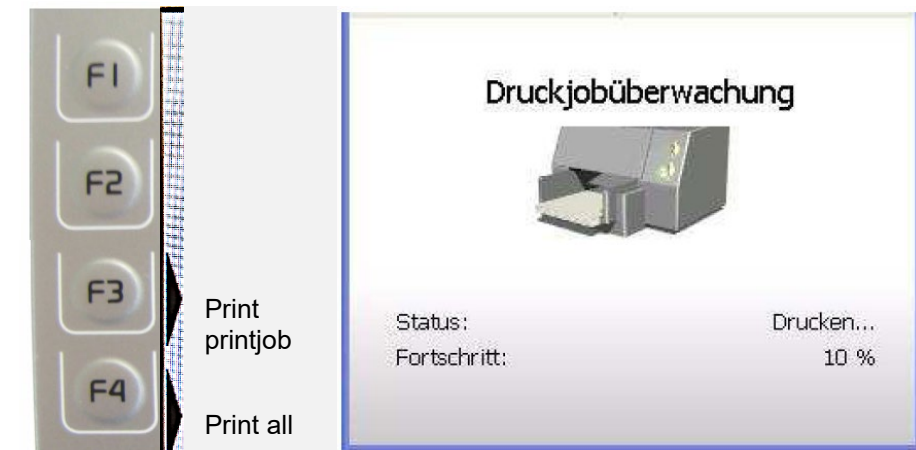 F1
F2
F3
F4
Print
printjob
Print all
Druckjobüberwachung
Status: Drucken...
Fortschritt: 10 %